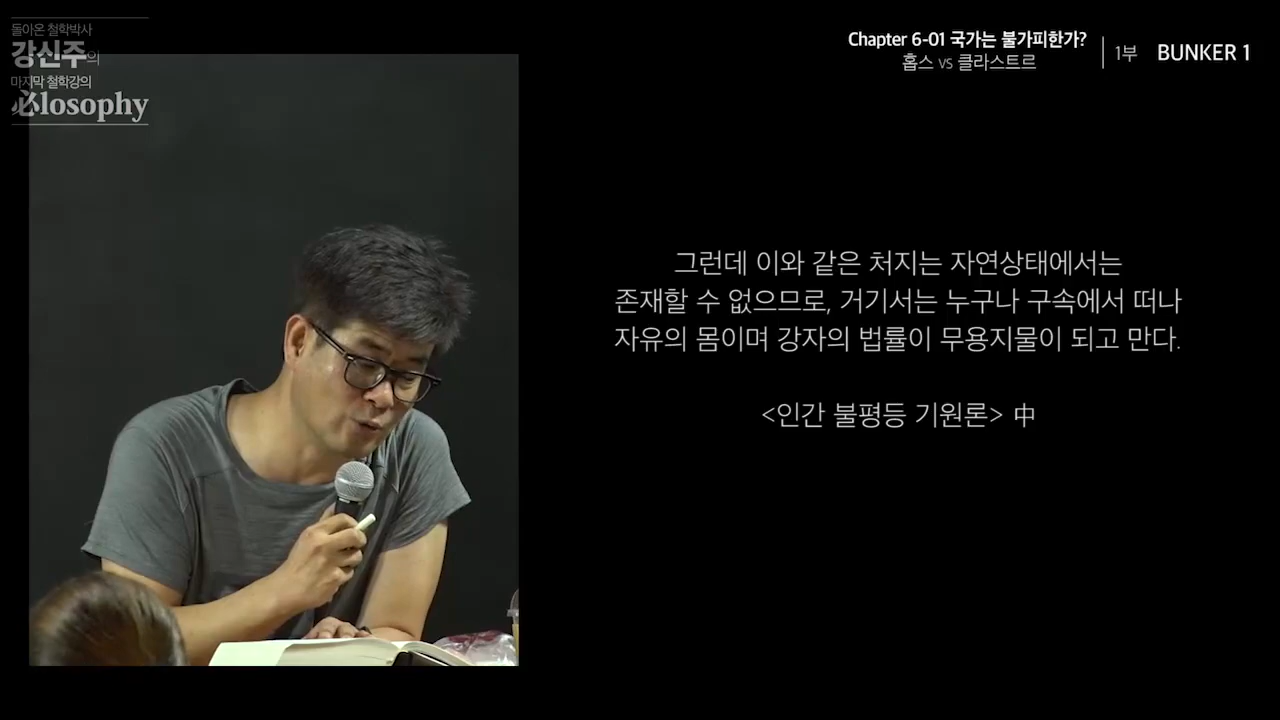 돌아온 철학박사
강신주의
마지막 철학강의
必losophy
Chapter 6-01 국가는 불가피한가?
홉스 vs 클라스트르
1부
BUNKER 1
그런데 이와 같은 처지는 자연상태에서는
존재할 수 없으므로, 거기서는 누구나 구속에서 떠나
자유의 몸이며 강자의 법률이 무용지물이 되고 만다.
<인간 불평등 기원론> 中